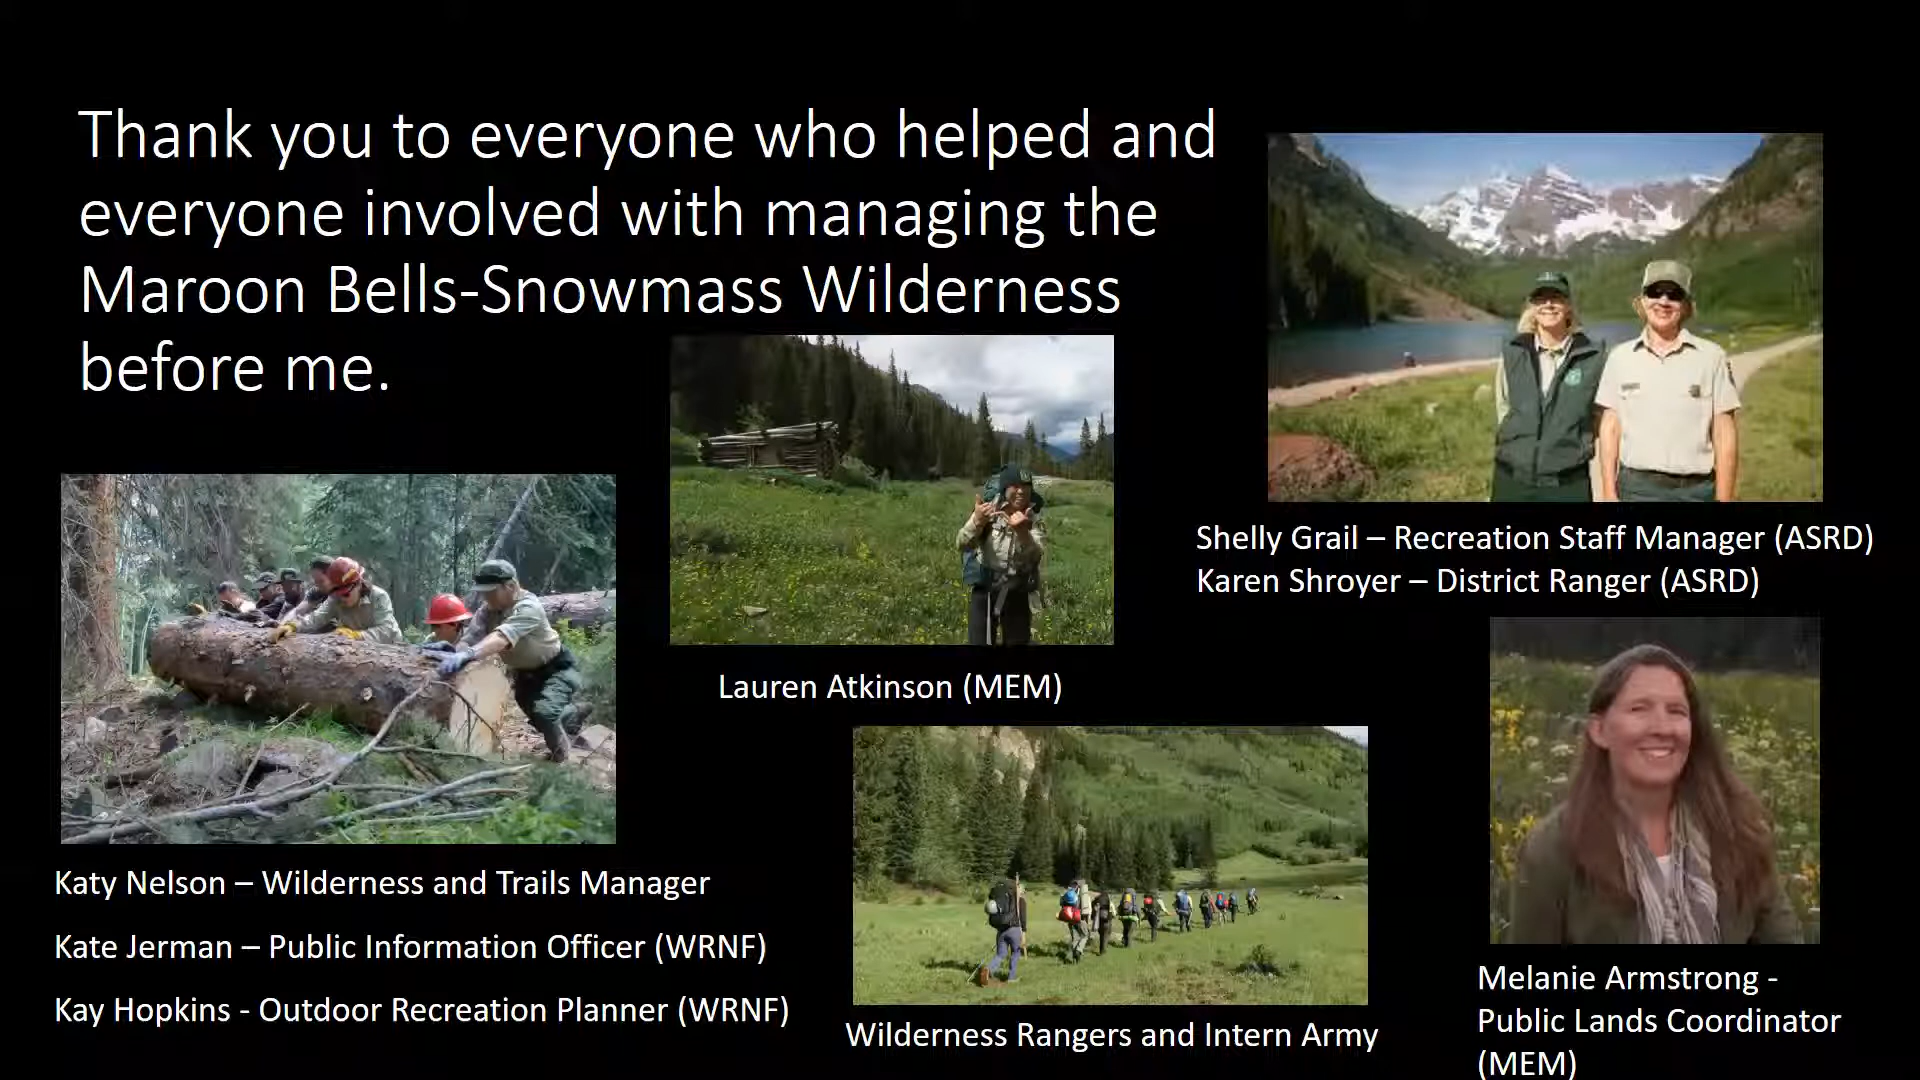 Thank you to everyone who helped and
everyone involved with managing the
Maroon Bells-Snowmass Wilderness
before me.
Shelly Grail – Recreation Staff Manager (ASRD)
Karen Shroyer – District Ranger (ASRD)
Lauren Atkinson (MEM)
Katy Nelson – Wilderness and Trails Manager
Kate Jerman – Public Information Officer (WRNF)
Kay Hopkins - Outdoor Recreation Planner (WRNF)
Wilderness Rangers and Intern Army
Melanie Armstrong -
Public Lands Coordinator
(MEM)